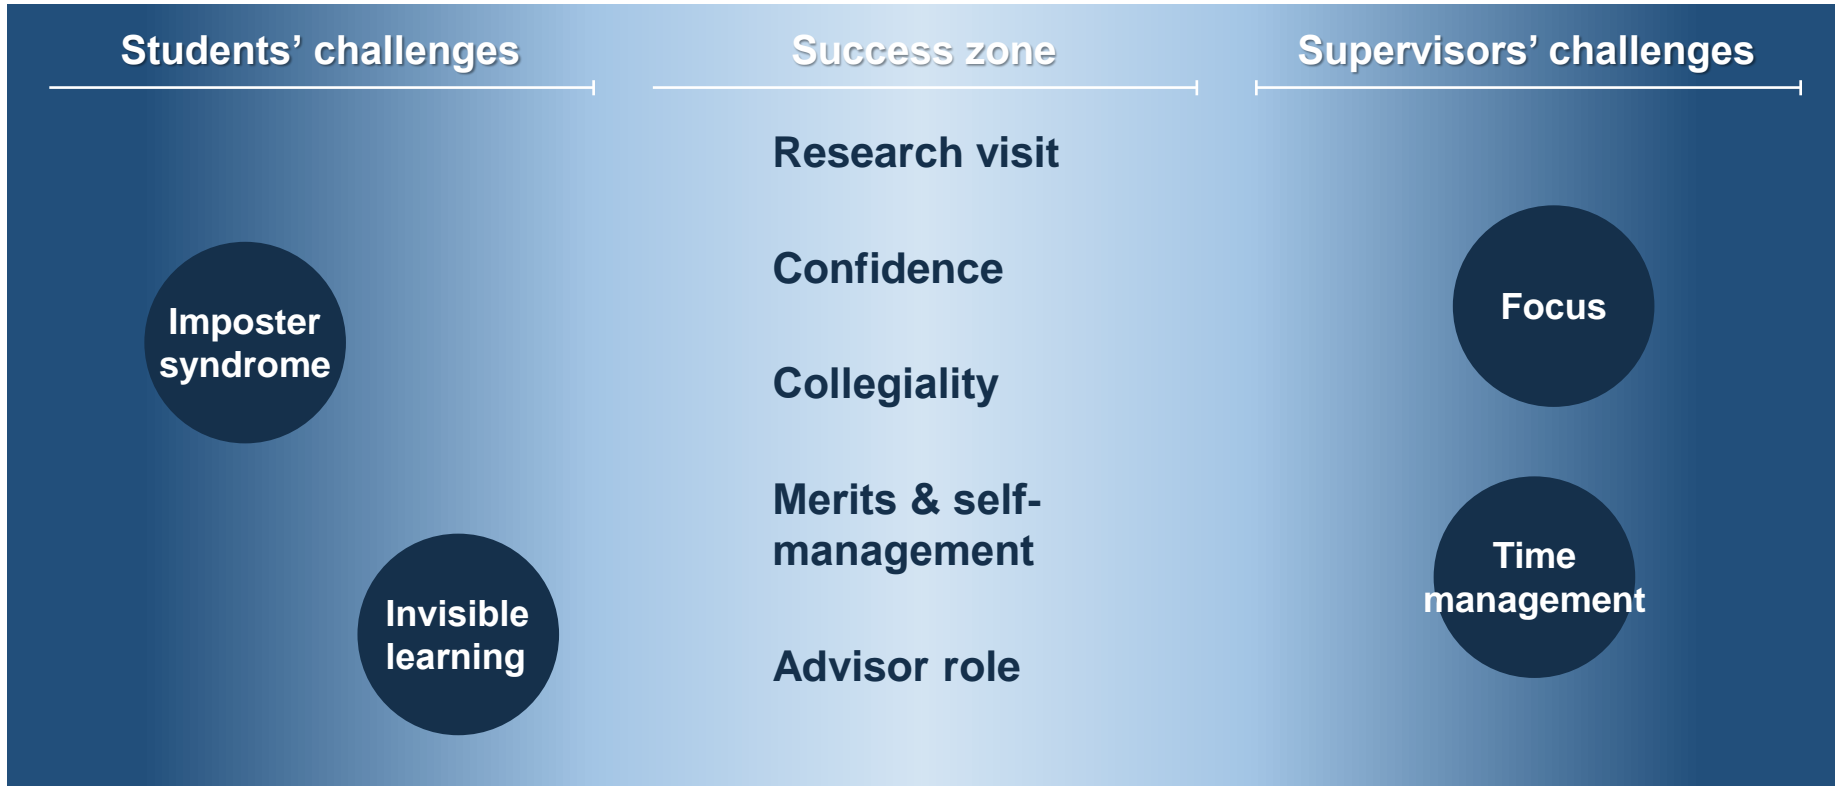 Students’ challenges
Success zone
Supervisors’ challenges
Research visit
Confidence
Collegiality
Merits & self-
management
Advisor role
Imposter
syndrome
Invisible
learning
Focus
Time
management